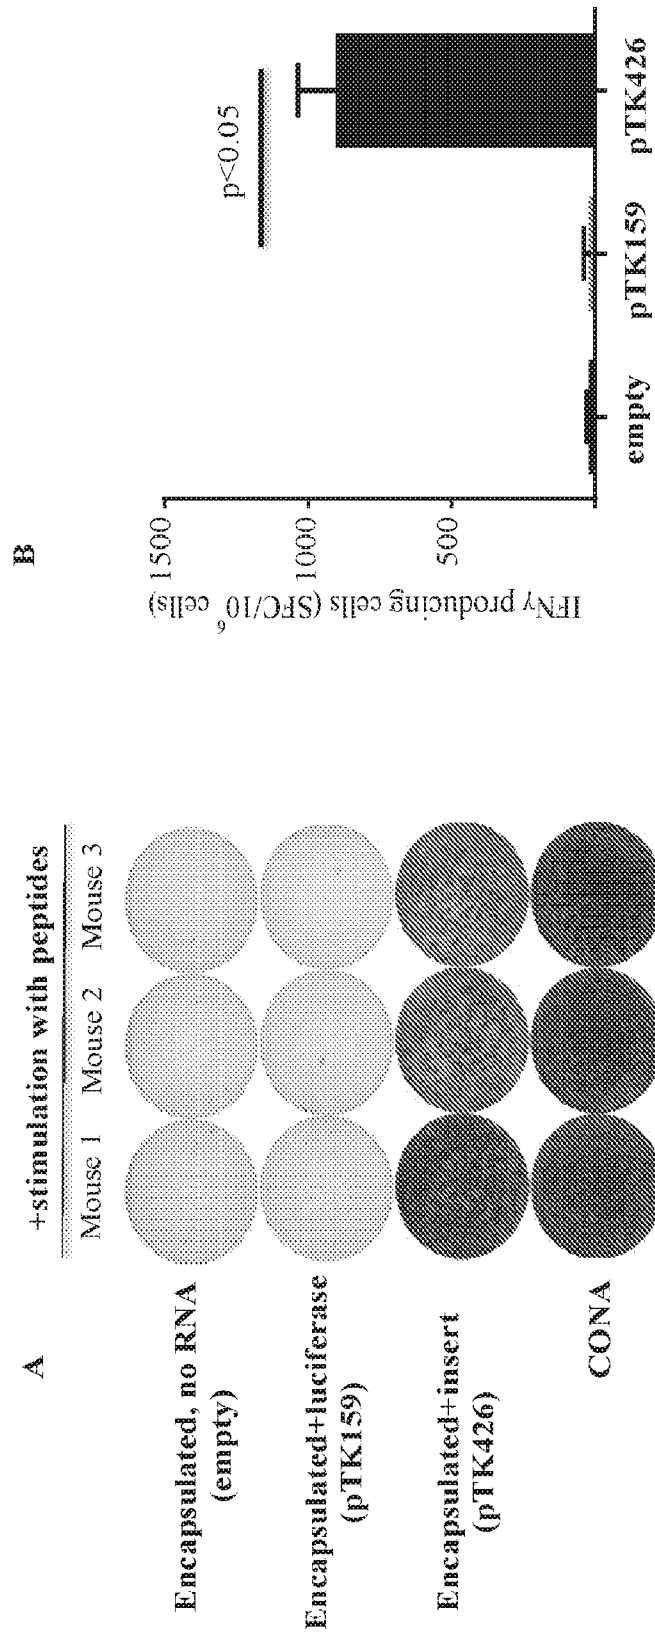 A
+stimulation with peptides
Mouse 1 Mouse 2 Mouse 3
Encapsulated, no RNA
(empty)
Encapsulated+luciferase
(pTK159)
Encapsulated+insert
(pTK426)
CONA
B
IFNγ producing cells (SFC/10⁶ cells)
1500
1000
500
p<0.05
empty pTK159 pTK426